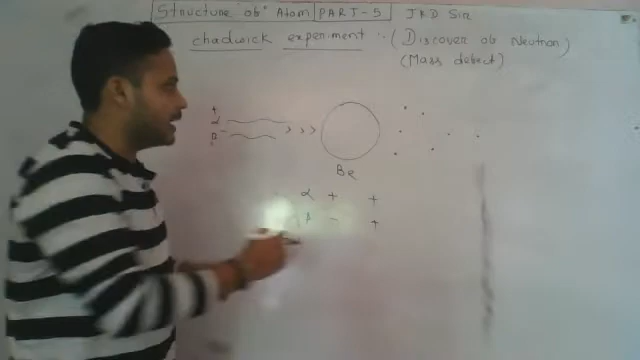 Structure of Atom PART-5 JKD Sir
chadwick experiment :- (Discover of Neutron)
(Mass defect)
+
α
β -
Be
α + +
β - +